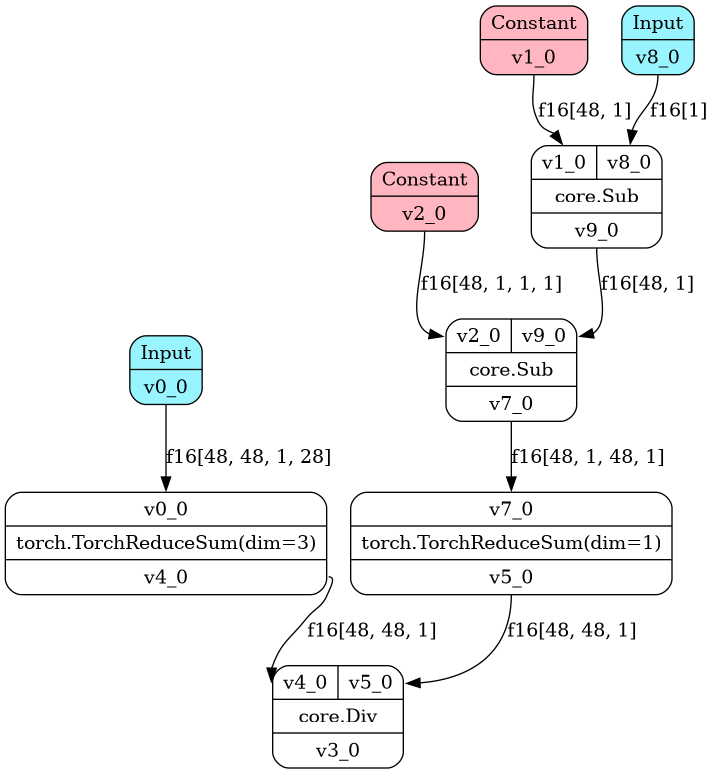 Constant
v1_0
Input
v8_0
f16[48, 1]
f16[1]
v1_0
v8_0
core.Sub
v9_0
Constant
v2_0
f16[48, 1, 1, 1]
f16[48, 1]
v2_0
v9_0
core.Sub
v7_0
Input
v0_0
f16[48, 48, 1, 28]
f16[48, 1, 48, 1]
v0_0
torch.TorchReduceSum(dim=3)
v4_0
v7_0
torch.TorchReduceSum(dim=1)
v5_0
f16[48, 48, 1]
f16[48, 48, 1]
v4_0
v5_0
core.Div
v3_0